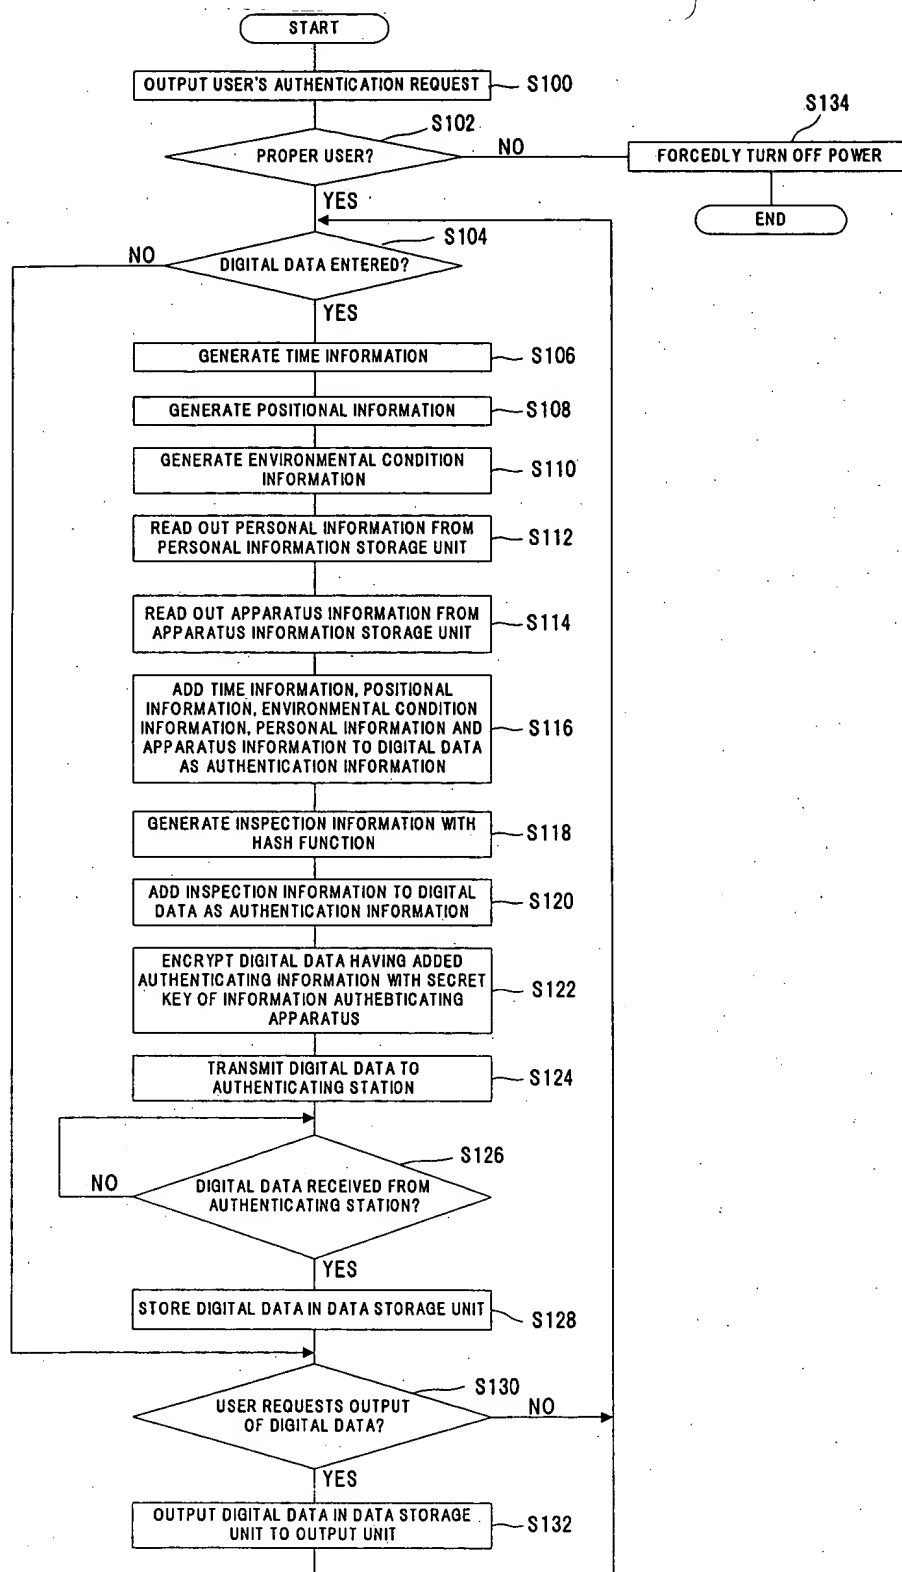 START
OUTPUT USER'S AUTHENTICATION REQUEST
S100
S102
PROPER USER?
NO
S134
FORCEDLY TURN OFF POWER
END
YES
S104
NO
DIGITAL DATA ENTERED?
YES
GENERATE TIME INFORMATION
S106
GENERATE POSITIONAL INFORMATION
S108
GENERATE ENVIRONMENTAL CONDITION
INFORMATION
S110
READ OUT PERSONAL INFORMATION FROM
PERSONAL INFORMATION STORAGE UNIT
S112
READ OUT APPARATUS INFORMATION FROM
APPARATUS INFORMATION STORAGE UNIT
S114
ADD TIME INFORMATION, POSITIONAL
INFORMATION, ENVIRONMENTAL CONDITION
INFORMATION, PERSONAL INFORMATION AND
APPARATUS INFORMATION TO DIGITAL DATA
AS AUTHENTICATION INFORMATION
S116
GENERATE INSPECTION INFORMATION WITH
HASH FUNCTION
S118
ADD INSPECTION INFORMATION TO DIGITAL
DATA AS AUTHENTICATION INFORMATION
S120
ENCRYPT DIGITAL DATA HAVING ADDED
AUTHENTICATING INFORMATION WITH SECRET
KEY OF INFORMATION AUTHEBTICATING
APPARATUS
S122
TRANSMIT DIGITAL DATA TO
AUTHENTICATING STATION
S124
S126
NO
DIGITAL DATA RECEIVED FROM
AUTHENTICATING STATION?
YES
STORE DIGITAL DATA IN DATA STORAGE UNIT
S128
S130
USER REQUESTS OUTPUT
OF DIGITAL DATA?
NO
YES
OUTPUT DIGITAL DATA IN DATA STORAGE
UNIT TO OUTPUT UNIT
S132